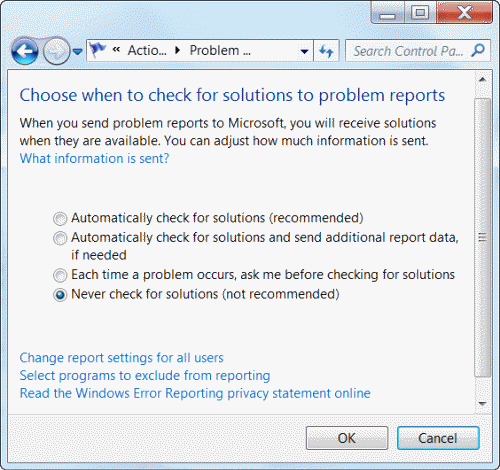 « Actio... Problem ... Search Control Pa...
Choose when to check for solutions to problem reports
When you send problem reports to Microsoft, you will receive solutions
when they are available. You can adjust how much information is sent.
What information is sent?
Automatically check for solutions (recommended)
Automatically check for solutions and send additional report data,
if needed
Each time a problem occurs, ask me before checking for solutions
Never check for solutions (not recommended)
Change report settings for all users
Select programs to exclude from reporting
Read the Windows Error Reporting privacy statement online
OK Cancel